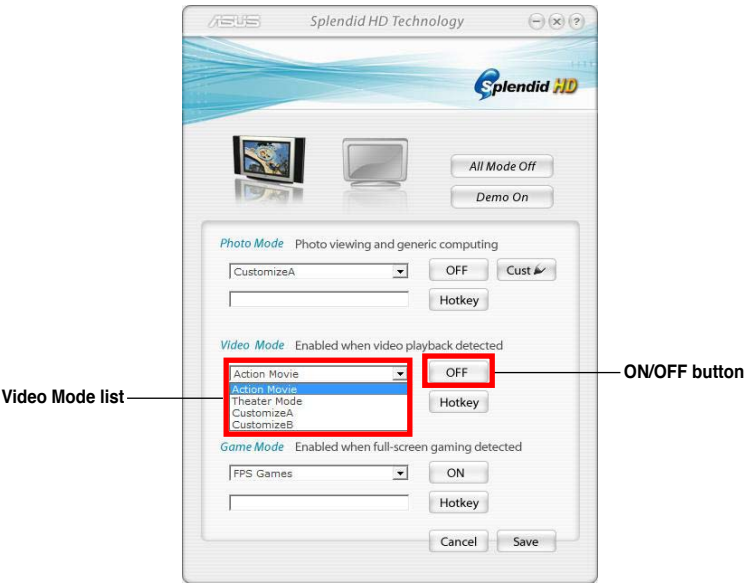 ASUS Splendid HD Technology
Splendid HD
All Mode Off
Demo On
Photo Mode Photo viewing and generic computing
CustomizeA OFF Cust
Hotkey
Video Mode Enabled when video playback detected
Action Movie OFF
Action Movie
Theater Mode
Hotkey
CustomizeA
CustomizeB
ON/OFF button
Video Mode list
Game Mode Enabled when full-screen gaming detected
FPS Games ON
Hotkey
Cancel Save